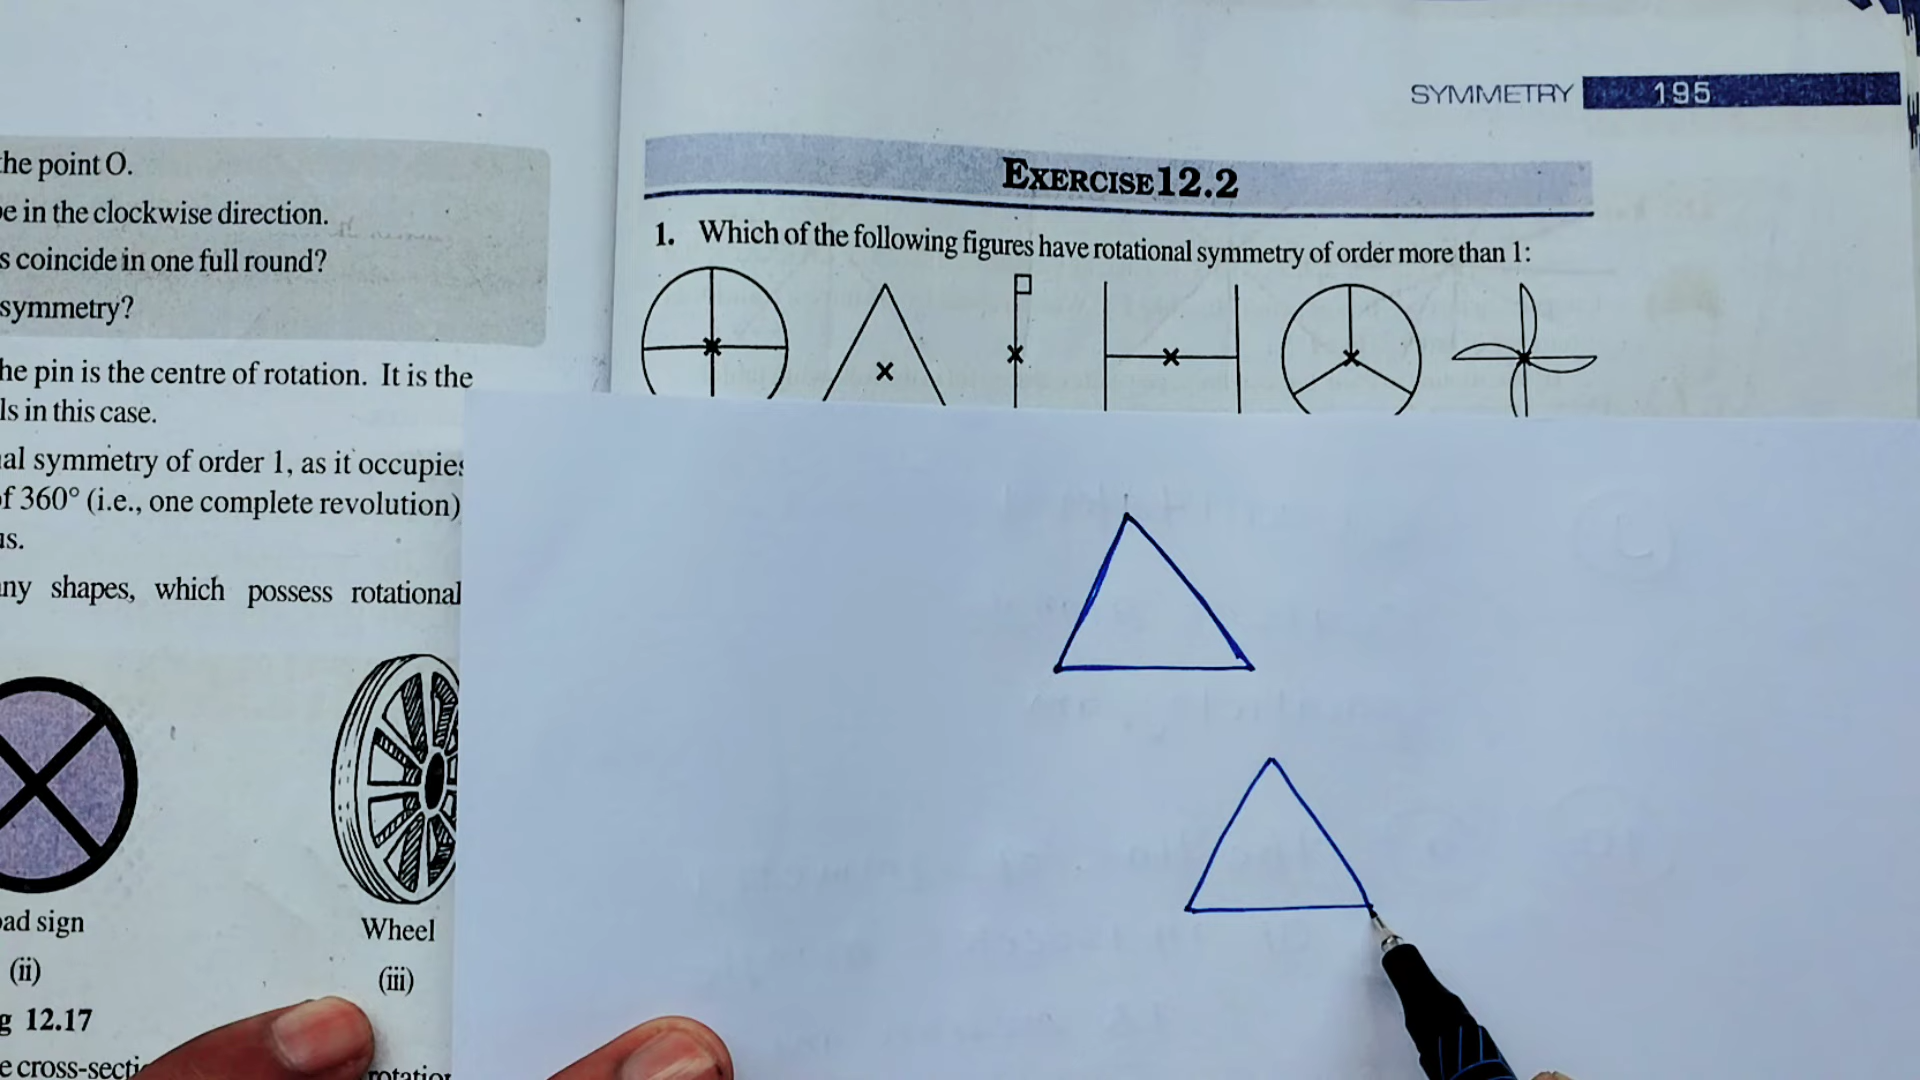 he point O.
e in the clockwise direction.
s coincide in one full round?
symmetry?
he pin is the centre of rotation. It is the
ls in this case.
al symmetry of order 1, as it occupies
of 360° (i.e., one complete revolution)
us.
ny shapes, which possess rotational
ad sign
(ii)
Wheel
(iii)
g 12.17
e cross-secti
rotation
SYMMETRY 195
EXERCISE 12.2
1. Which of the following figures have rotational symmetry of order more than 1: